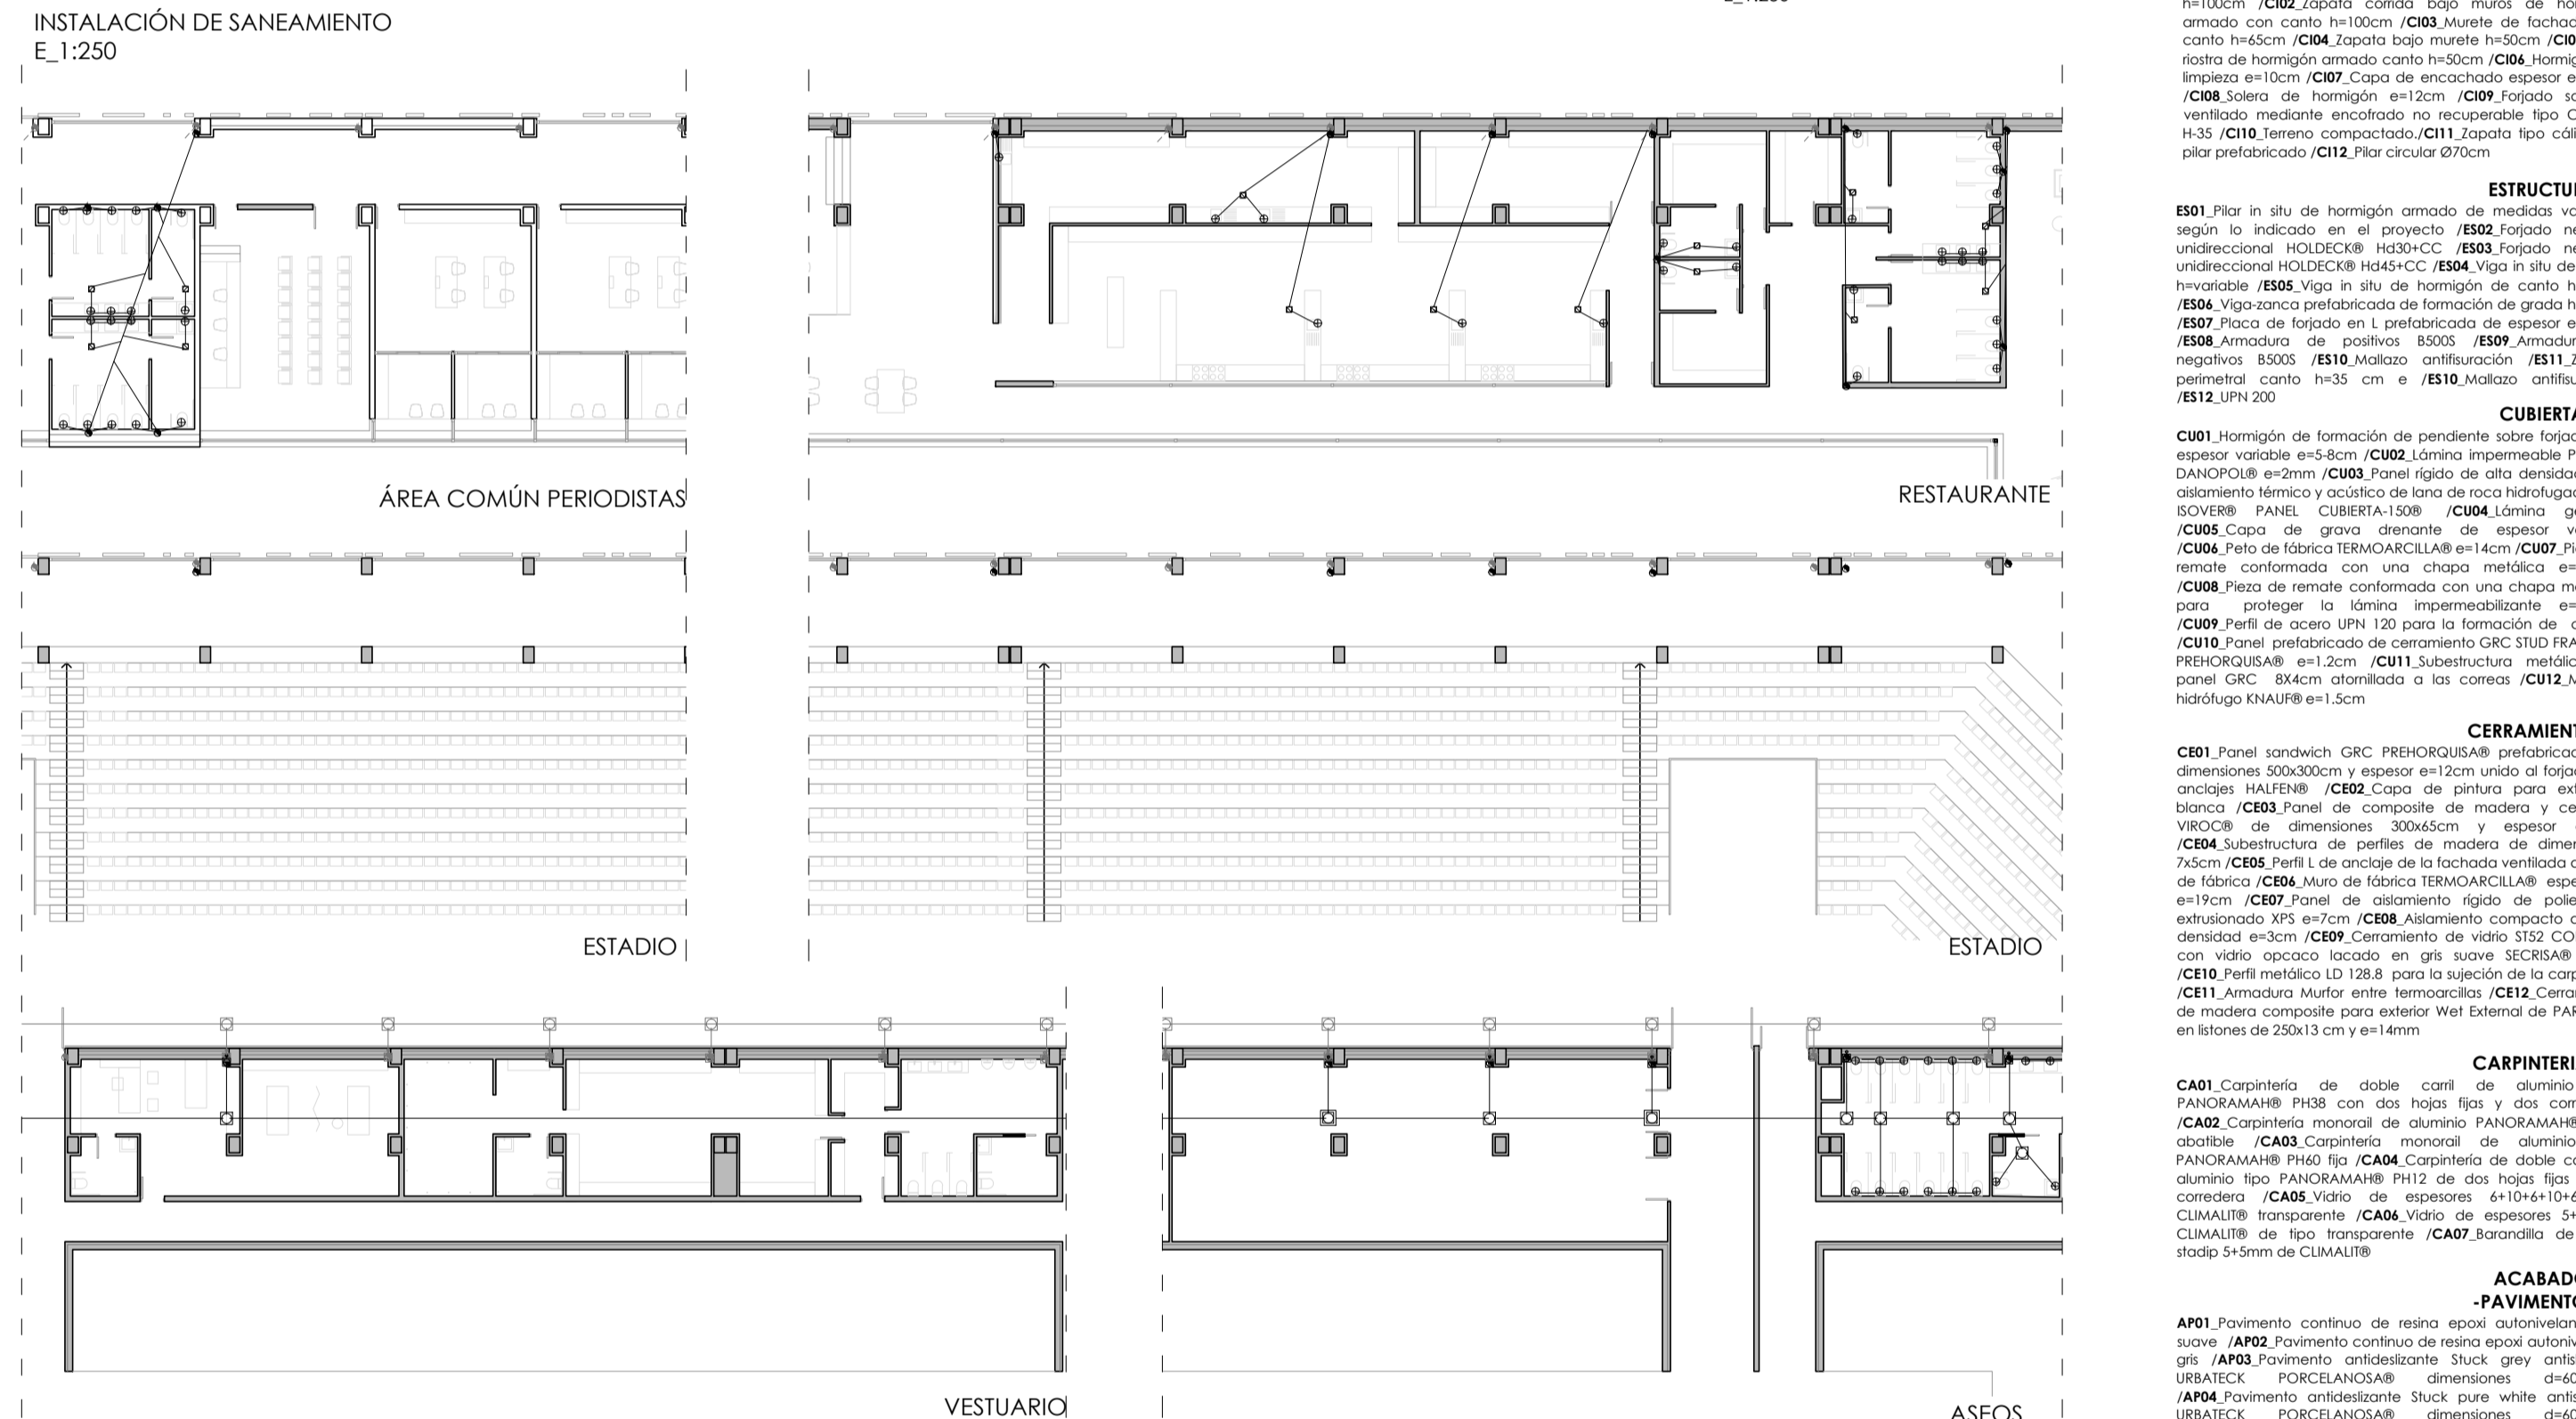 INSTALACIÓN DE SANEAMIENTO
E_1:250
ÁREA COMÚN PERIODISTAS
RESTAURANTE
ESTADIO
ESTADIO
VESTUARIO
ASEOS
h=100cm /CI02_Zapata corrida bajo muros de
armado con canto h=100cm /CI03_Murete de
canto h=65cm /CI04_Zapata bajo murete h=50cm
riostra de hormigón armado canto h=50cm /CI06_
limpieza e=10cm /CI07_Capa de encachado espesor
/CI08_Solera de hormigón e=12cm /CI09_Forjado
ventilado mediante encofrado no recuperable tipo
H-35 /CI10_Terreno compactado./CI11_Zapata tipo
pilar prefabricado /CI12_Pilar circular Ø70cm
ES01_Pilar in situ de hormigón armado de medidas
según lo indicado en el proyecto /ES02_Forjado
unidireccional HOLDECK® Hd30+CC /ES03_Forjado
unidireccional HOLDECK® Hd45+CC /ES04_Viga in situ de
h=variable /ES05_Viga in situ de hormigón de canto
/ES06_Viga-zanca prefabricada de formación de grada
/ES07_Placa de forjado en L prefabricada de espesor
/ES08_Armadura de positivos B500S
negativos B500S /ES10_Mallazo antifisuración
perimetral canto h=35 cm e /ES10_Mallazo
/ES12_UPN 200
CU01_Hormigón de formación de pendiente sobre
espesor variable e=5-8cm /CU02_Lámina impermeable
DANOPOL® e=2mm /CU03_Panel rígido de alta
aislamiento térmico y acústico de lana de roca
ISOVER® PANEL CUBIERTA-150® /CU04_Lámina
/CU05_Capa de grava drenante de espesor
/CU06_Peto de fábrica TERMOARCILLA® e=14cm
remate conformada con una chapa metálica
/CU08_Pieza de remate conformada con una chapa
para proteger la lámina impermeabilizante
/CU09_Perfil de acero UPN 120 para la formación de
/CU10_Panel prefabricado de cerramiento GRC STUD
PREHORQUISA® e=1.2cm /CU11_Subestructura
panel GRC 8X4cm atornillada a las correas
hidrófugo KNAUF® e=1.5cm
CE01_Panel sandwich GRC PREHORQUISA®
dimensiones 500x300cm y espesor e=12cm unido al
anclajes HALFEN® /CE02_Capa de pintura para
blanca /CE03_Panel de composite de madera y
VIROC® de dimensiones 300x65cm y espesor
/CE04_Subestructura de perfiles de madera de
7x5cm /CE05_Perfil L de anclaje de la fachada ventilada
de fábrica /CE06_Muro de fábrica TERMOARCILLA®
e=19cm /CE07_Panel de aislamiento rígido de
extrusionado XPS e=7cm /CE08_Aislamiento compacto
densidad e=3cm /CE09_Cerramiento de vidrio ST52
con vidrio opcaco lacado en gris suave SECRISA®
/CE10_Perfil metálico LD 128.8 para la sujeción de la
/CE11_Armadura Murfor entre termoarcillas
de madera composite para exterior Wet External de
en listones de 250x13 cm y e=14mm
CA01_Carpintería de doble carril de aluminio
PANORAMAH® PH38 con dos hojas fijas y dos
/CA02_Carpintería monorail de aluminio PANORAMAH®
abatible /CA03_Carpintería monorail de aluminio
PANORAMAH® PH60 fija /CA04_Carpintería de doble
aluminio tipo PANORAMAH® PH12 de dos hojas fijas
corredera /CA05_Vidrio de espesores
CLIMALIT® transparente /CA06_Vidrio de espesores
CLIMALIT® de tipo transparente /CA07_Barandilla de
stadip 5+5mm de CLIMALIT®
AP01_Pavimento continuo de resina epoxi
suave /AP02_Pavimento continuo de resina epoxi
gris /AP03_Pavimento antideslizante Stuck grey
URBATECK PORCELANOSA® dimensiones
/AP04_Pavimento antideslizante Stuck pure white
URBATECK PORCELANOSA® dimensiones